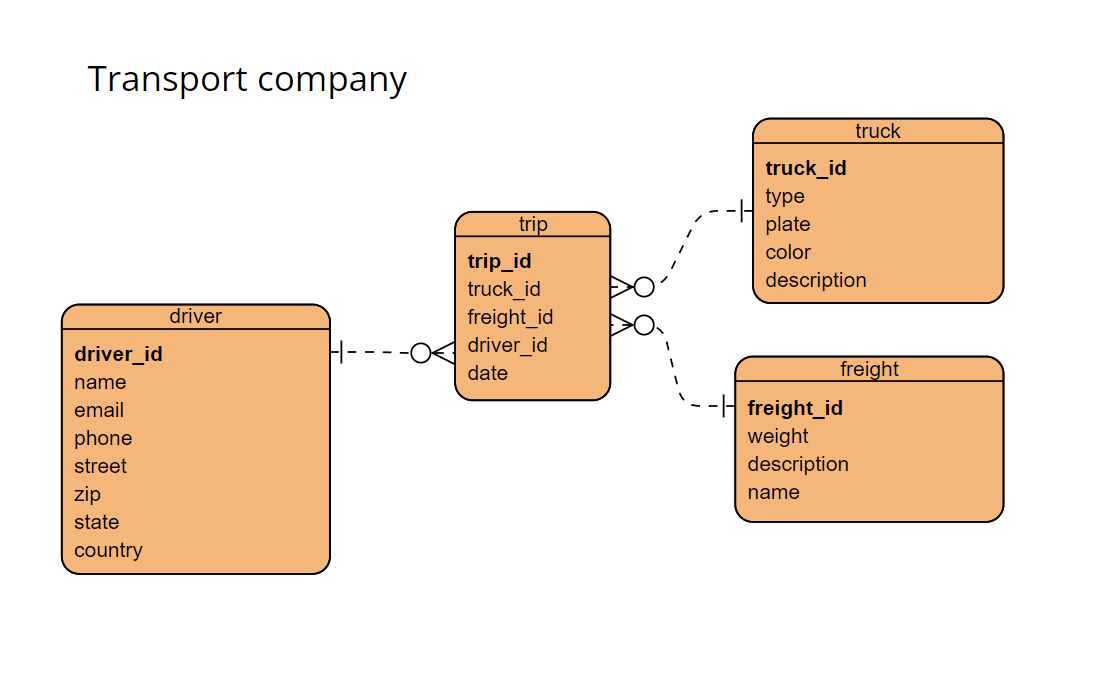 Transport company
driver
driver_id
name
email
phone
street
zip
state
country
trip
trip_id
truck_id
freight_id
driver_id
date
truck
truck_id
type
plate
color
description
freight
freight_id
weight
description
name